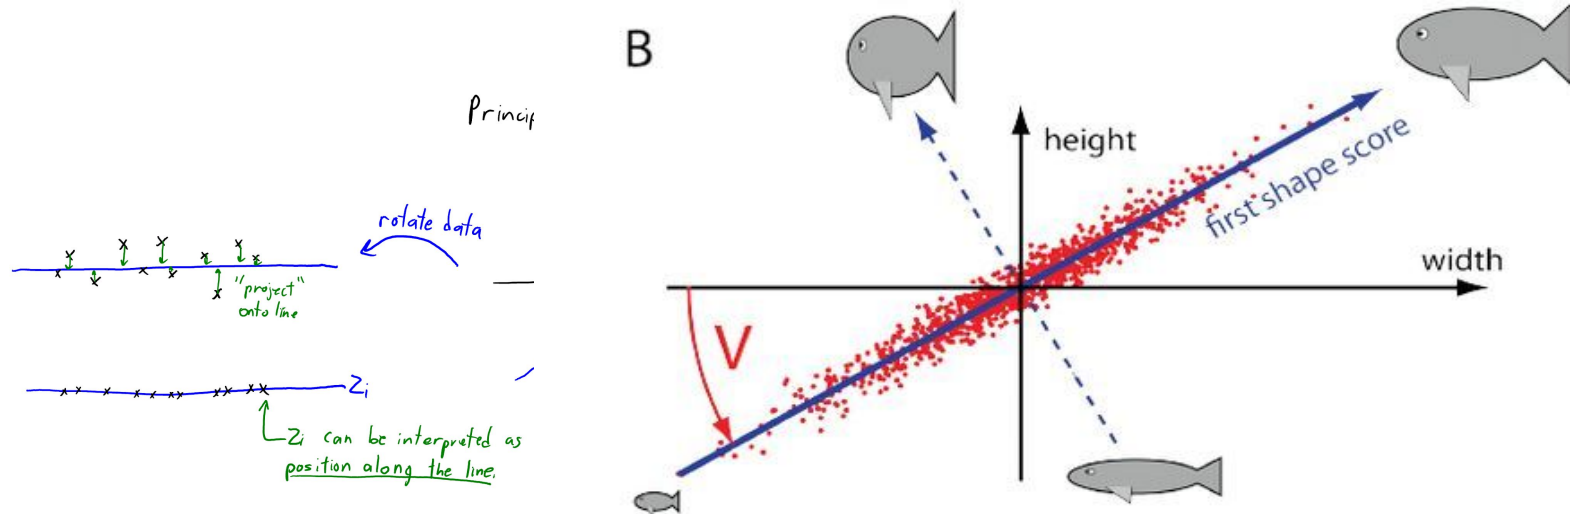 Princip
rotate data
"project"
onto line
Zi
Zi can be interpreted as
position along the line.
B
height
first shape score
width
V